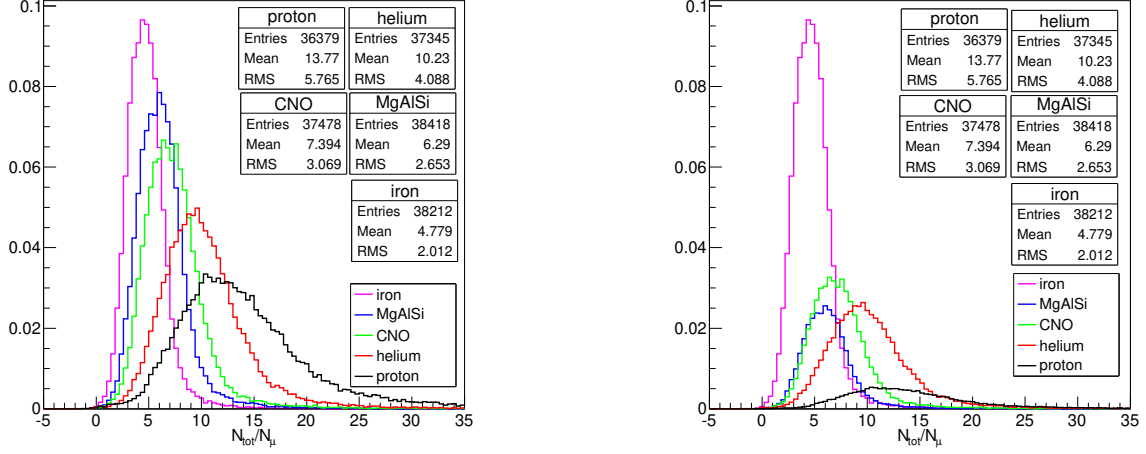 0.1
0.08
0.06
0.04
0.02
0
-5 0 5 10 15 20 25 30 35
N_tot/N_μ
proton
Entries 36379
Mean 13.77
RMS 5.765
helium
Entries 37345
Mean 10.23
RMS 4.088
CNO
Entries 37478
Mean 7.394
RMS 3.069
MgAlSi
Entries 38418
Mean 6.29
RMS 2.653
iron
Entries 38212
Mean 4.779
RMS 2.012
iron
MgAlSi
CNO
helium
proton
0.1
0.08
0.06
0.04
0.02
0
-5 0 5 10 15 20 25 30 35
N_tot/N_μ
proton
Entries 36379
Mean 13.77
RMS 5.765
helium
Entries 37345
Mean 10.23
RMS 4.088
CNO
Entries 37478
Mean 7.394
RMS 3.069
MgAlSi
Entries 38418
Mean 6.29
RMS 2.653
iron
Entries 38212
Mean 4.779
RMS 2.012
iron
MgAlSi
CNO
helium
proton